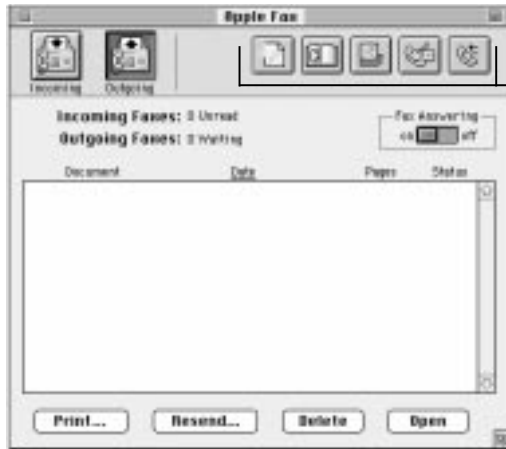 Apple Fax
Incoming Outgoing
Incoming Faxes: 0 Unread
Outgoing Faxes: 0 Waiting
Fax Answering
on off
Document Date Pages Status
Print... Resend... Delete Open